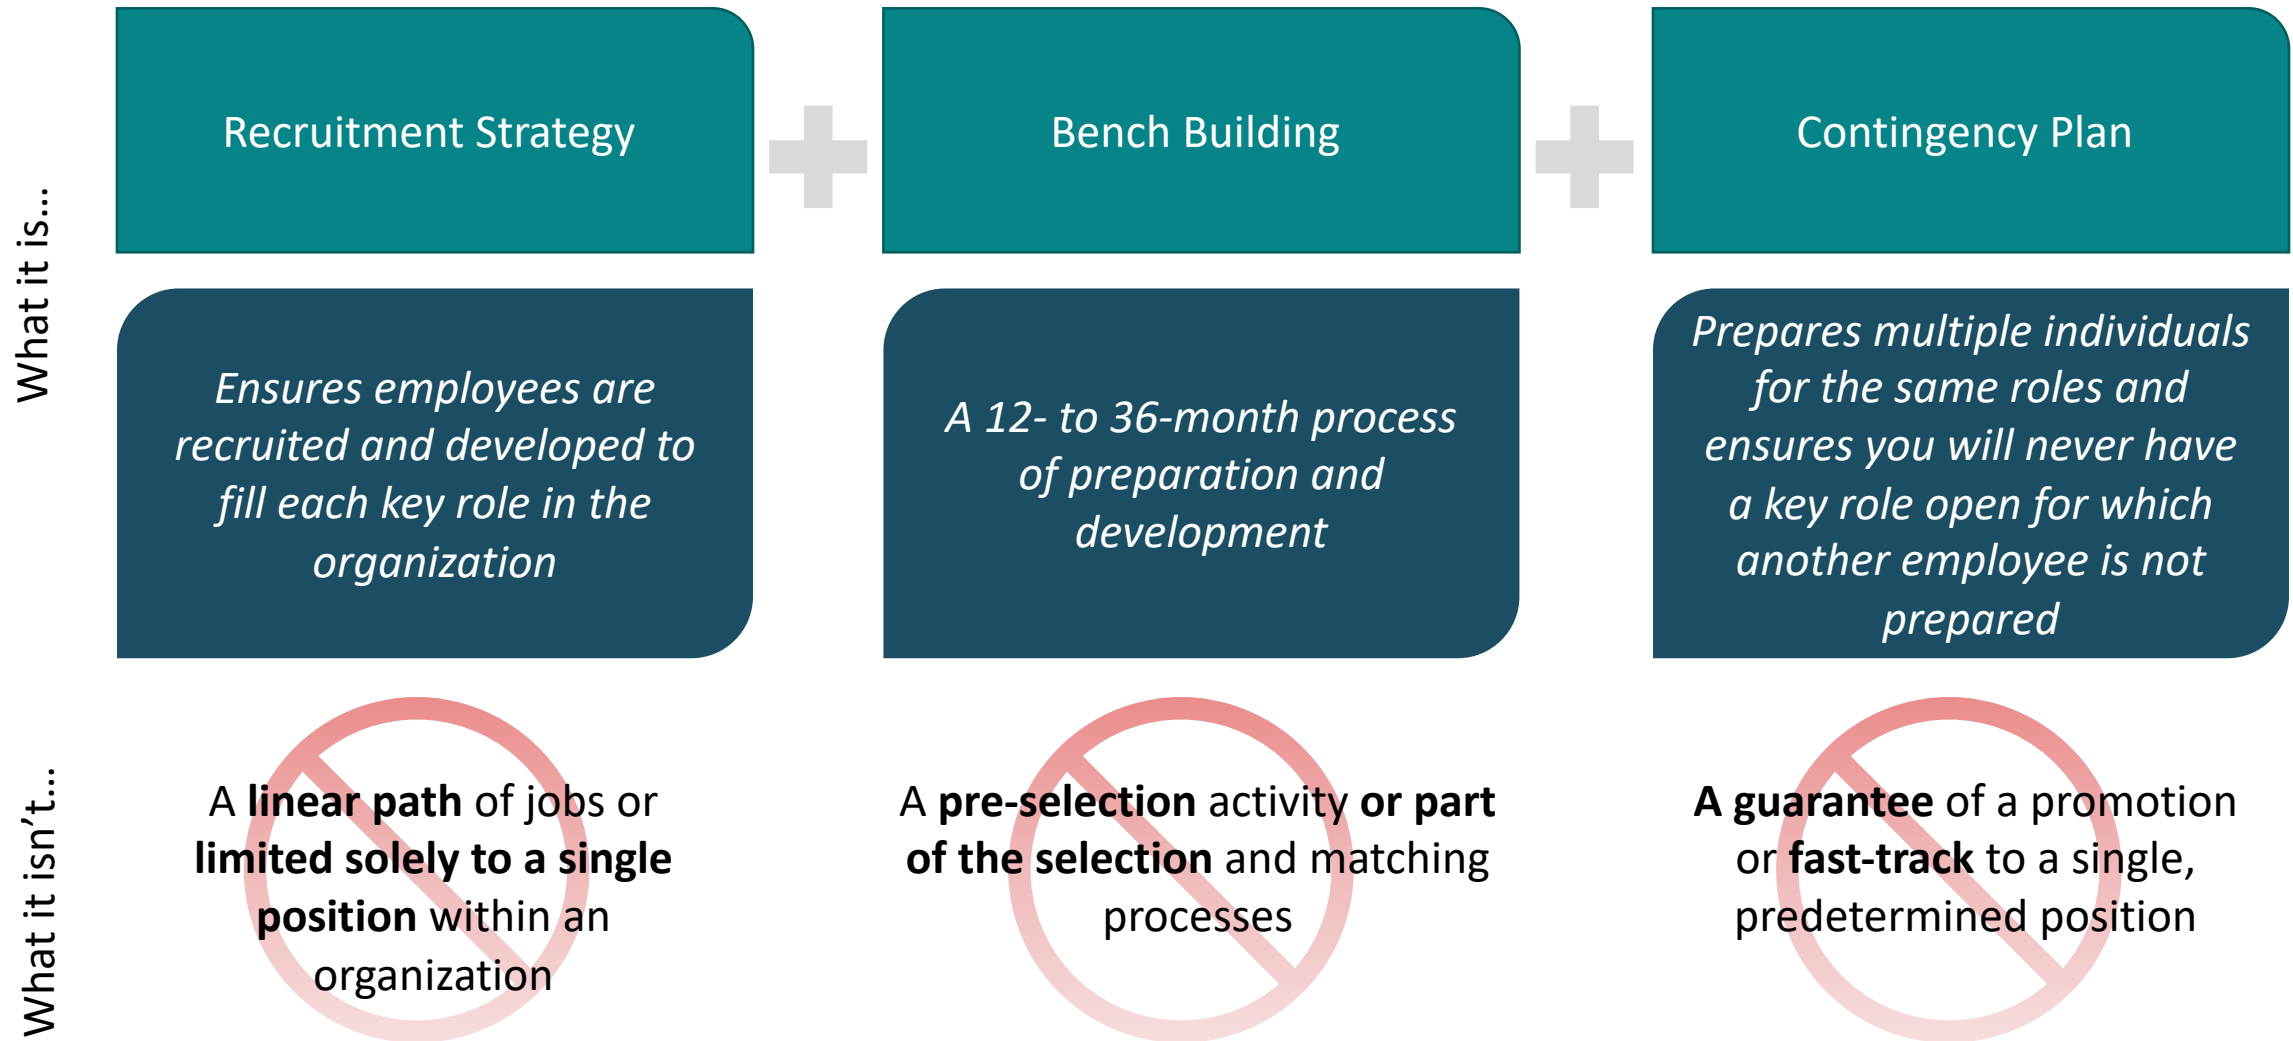 What it is...
Recruitment Strategy
Bench Building
Contingency Plan
Ensures employees are
recruited and developed to
fill each key role in the
organization
A 12- to 36-month process
of preparation and
development
Prepares multiple individuals
for the same roles and
ensures you will never have
a key role open for which
another employee is not
prepared
What it isn’t...
A linear path of jobs or
limited solely to a single
position within an
organization
A pre-selection activity or part
of the selection and matching
processes
A guarantee of a promotion
or fast-track to a single,
predetermined position